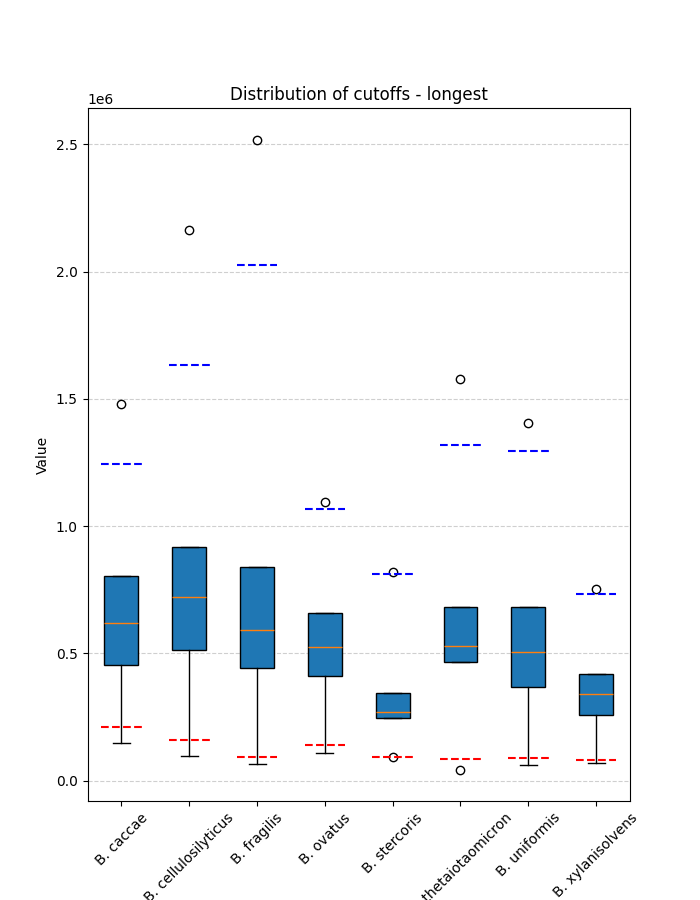 Distribution of cutoffs - longest
1e6
2.5
2.0
1.5
1.0
0.5
0.0
Value
B. caccae
B. cellulosilyticus
B. fragilis
B. ovatus
B. stercoris
thetaiotaomicron
B. uniformis
B. xylanisolvens